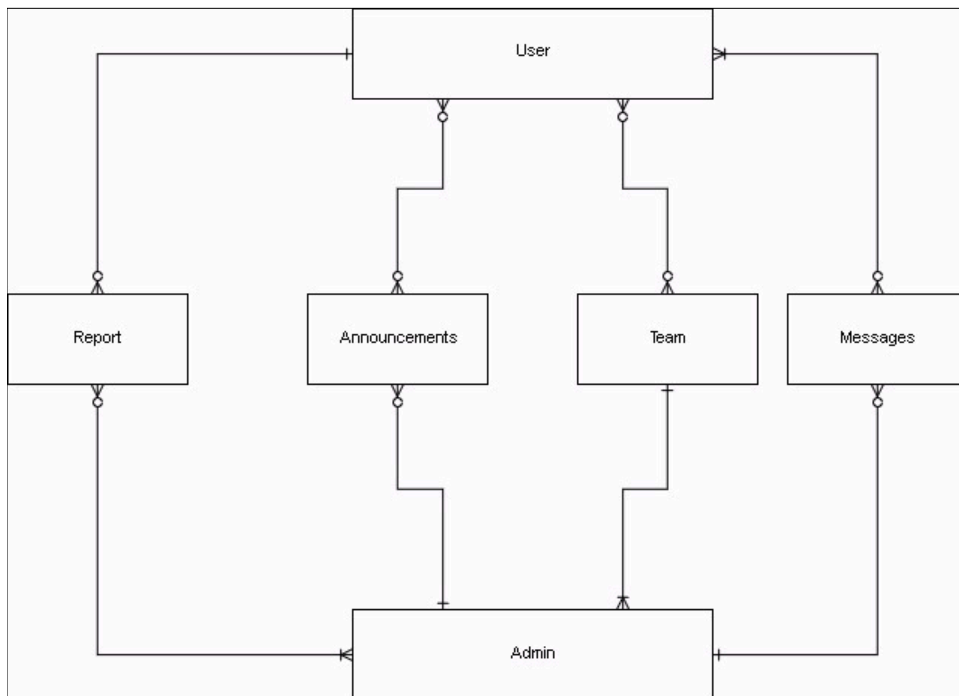 User
Report
Announcements
Team
Messages
Admin